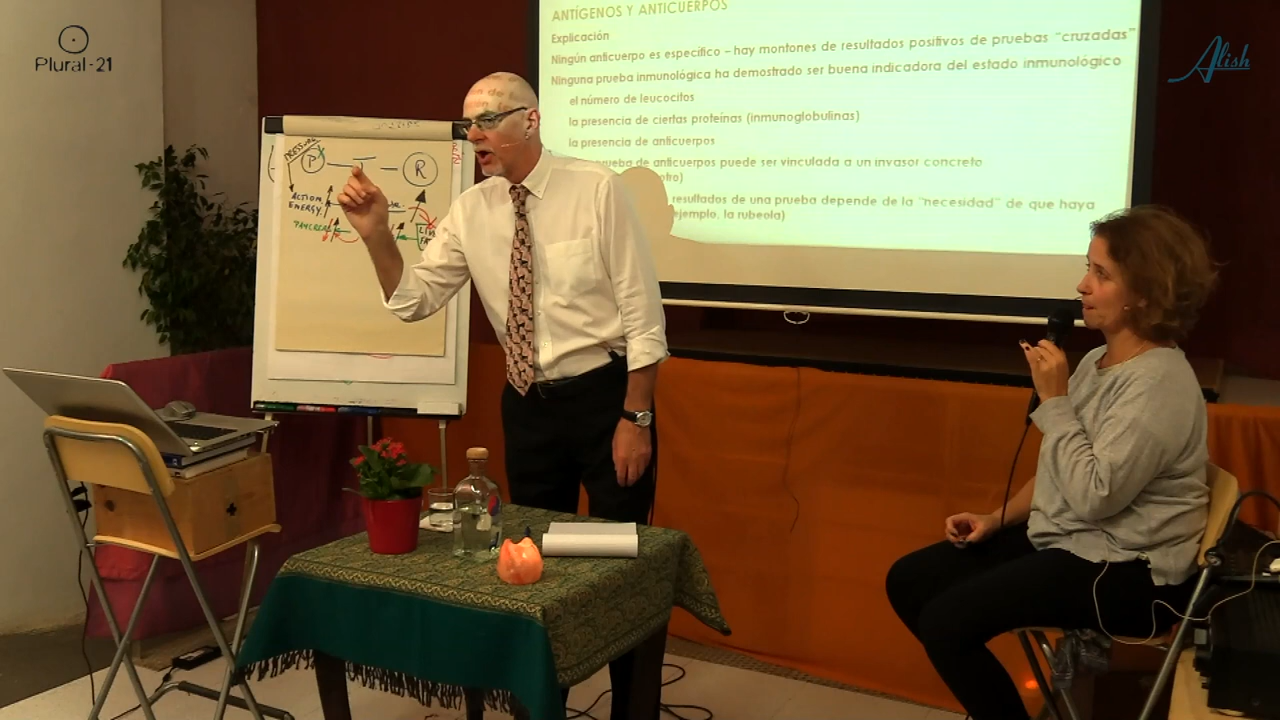 Plural-21
Alish
ANTÍGENOS Y ANTICUERPOS
Explicación
Ningún anticuerpo es específico – hay montones de resultados positivos de pruebas "cruzadas"
Ninguna prueba inmunológica ha demostrado ser buena indicadora del estado inmunológico
el número de leucocitos
la presencia de ciertas proteínas (inmunoglobulinas)
la presencia de anticuerpos
prueba de anticuerpos puede ser vinculada a un invasor concreto
otro)
resultados de una prueba depende de la "necesidad" de que haya
ejemplo, la rubeola)
PRESSURE
P R
ACTION
ENERGY
PANCREAS